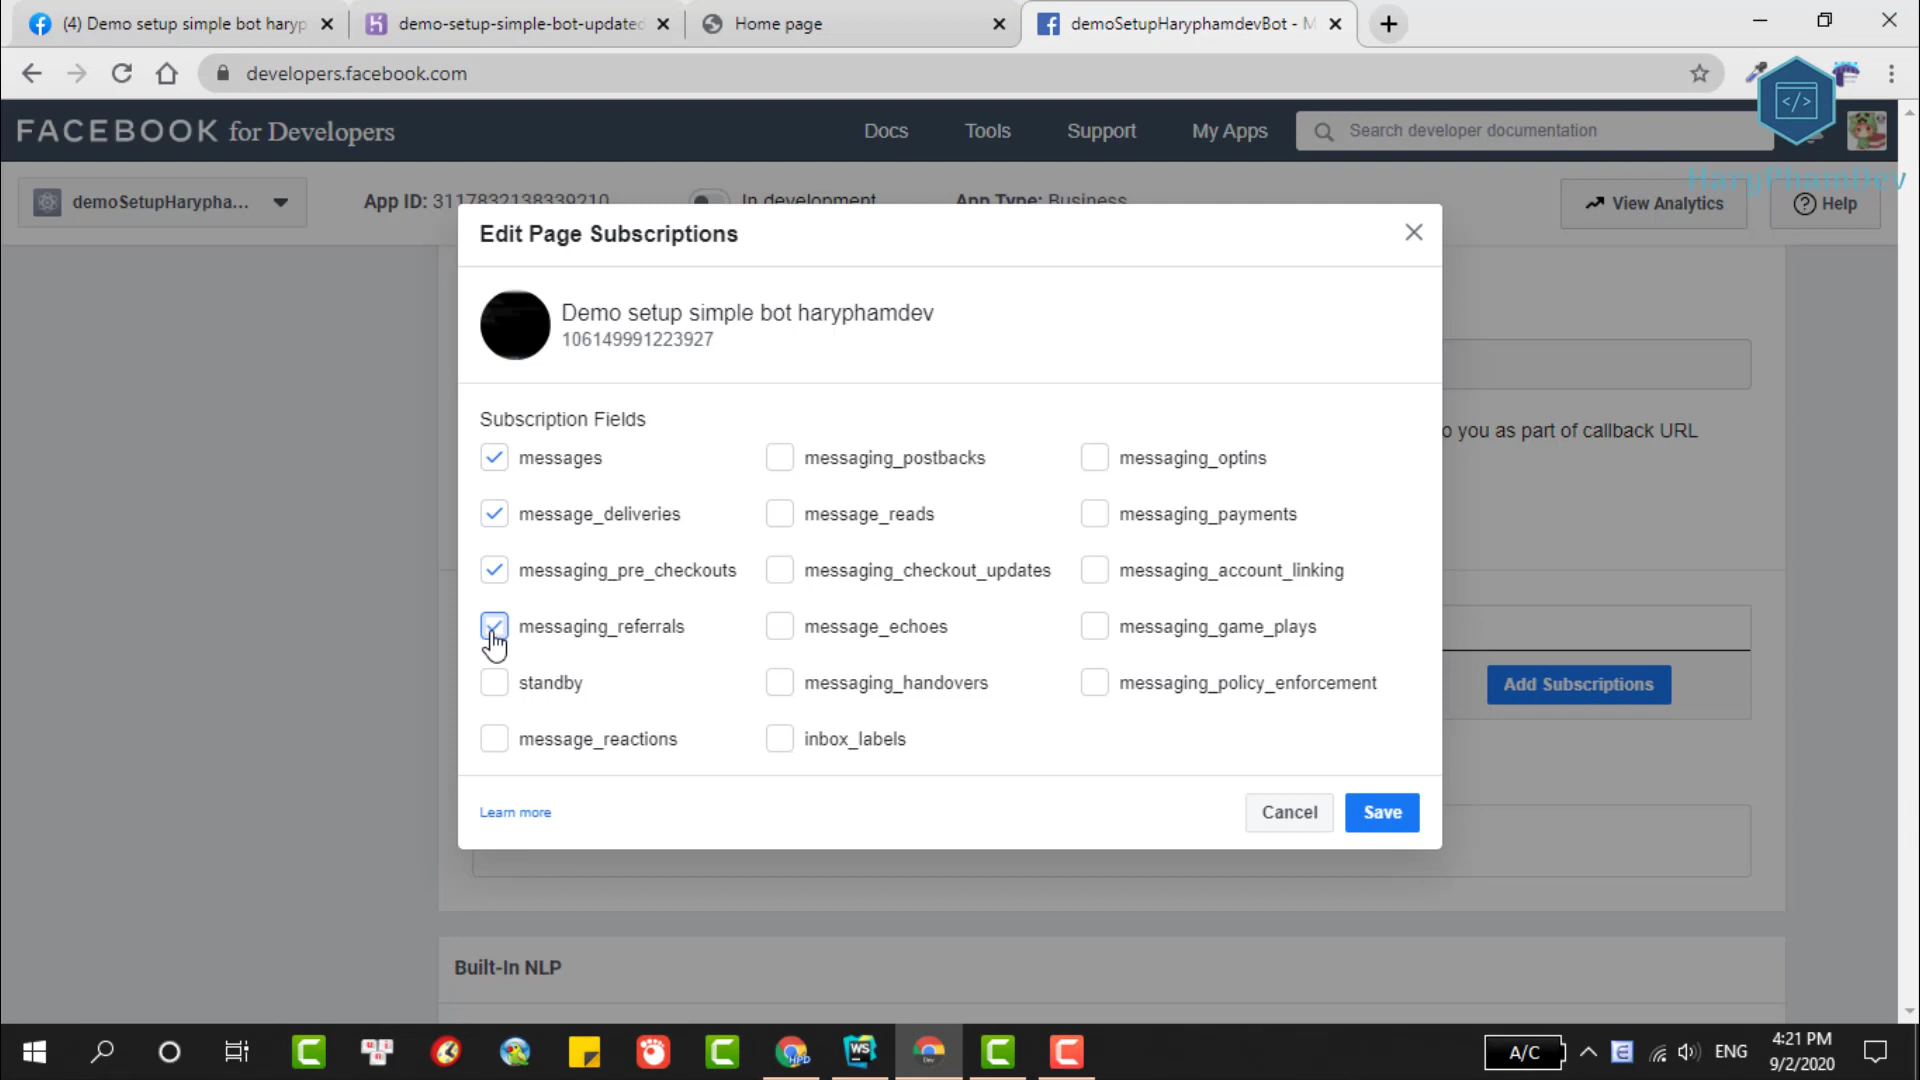 (4) Demo setup simple bot haryp
demo-setup-simple-bot-updated
Home page
demoSetupHaryphamdevBot - M
developers.facebook.com
FACEBOOK for Developers
Docs
Tools
Support
My Apps
Search developer documentation
HaryPhamDev
demoSetupHarypha...
App ID: 3117832138339210
In development
App Type: Business
View Analytics
Help
Edit Page Subscriptions
Demo setup simple bot haryphamdev
106149991223927
o you as part of callback URL
Subscription Fields
messages
messaging_postbacks
messaging_optins
message_deliveries
message_reads
messaging_payments
messaging_pre_checkouts
messaging_checkout_updates
messaging_account_linking
messaging_referrals
message_echoes
messaging_game_plays
standby
messaging_handovers
messaging_policy_enforcement
Add Subscriptions
message_reactions
inbox_labels
Learn more
Cancel
Save
Built-In NLP
A/C
ENG
4:21 PM
9/2/2020